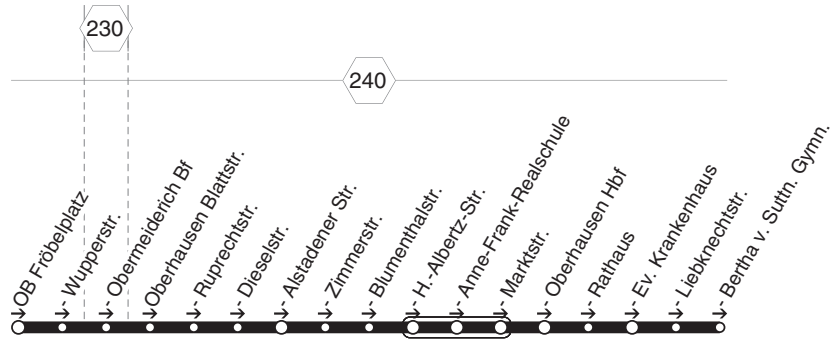 230
240
OB Fröbelplatz
- Wupperstr.
- Obermeiderich Bf
Oberhausen Blattstr.
- Ruprechtstr.
- Dieselstr.
- Alstadener Str.
- Zimmerstr.
- Blumenthalstr.
- H.-Albertz-Str.
- Anne-Frank-Realschule
- Marktstr.
- Oberhausen Hbf
- Rathaus
- Ev. Krankenhaus
- Liebknechtstr.
- Bertha v. Suttn. Gymn.